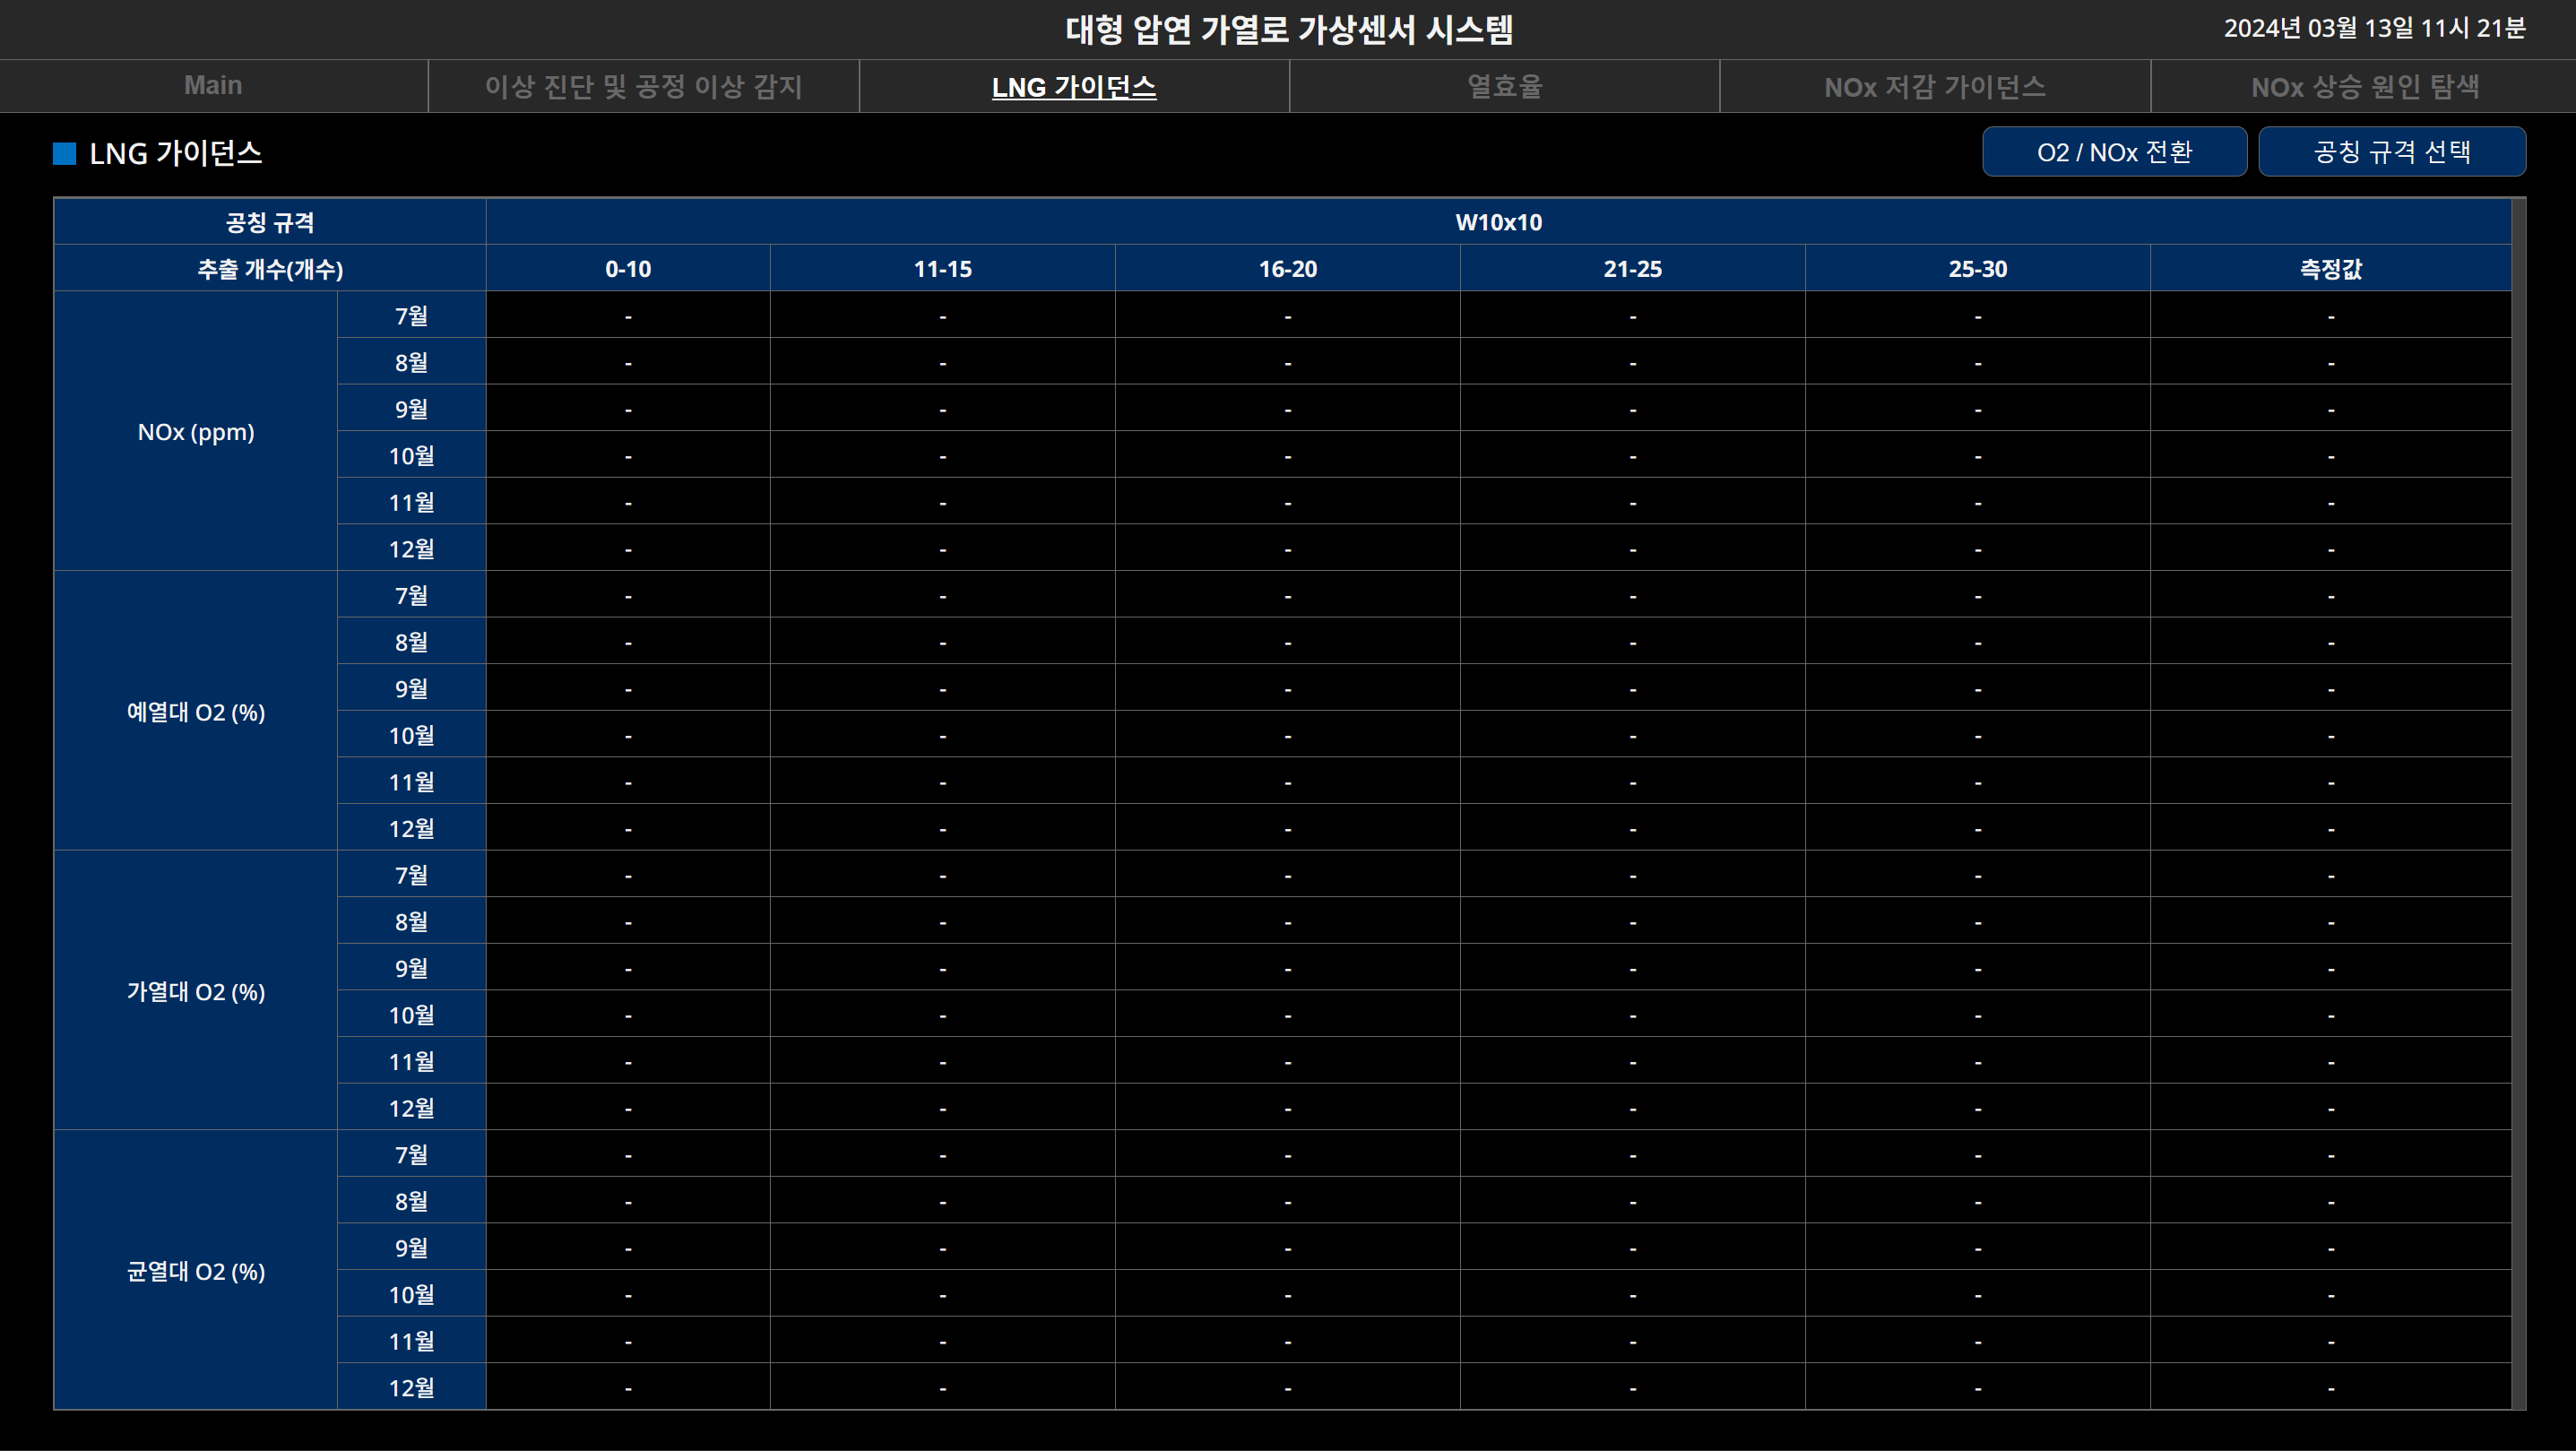 대형 압연 가열로 가상센서 시스템
2024년 03월 13일 11시 21분
Main 이상 진단 및 공정 이상 감지 LNG 가이던스 열효율 NOx 저감 가이던스 NOx 상승 원인 탐색
LNG 가이던스
O2 / NOx 전환 공칭 규격 선택
공칭 규격 W10x10
추출 개수(개수) 0-10 11-15 16-20 21-25 25-30 측정값
NOx (ppm)
7월 - - - - - -
8월 - - - - - -
9월 - - - - - -
10월 - - - - - -
11월 - - - - - -
12월 - - - - - -
예열대 O2 (%)
7월 - - - - - -
8월 - - - - - -
9월 - - - - - -
10월 - - - - - -
11월 - - - - - -
12월 - - - - - -
가열대 O2 (%)
7월 - - - - - -
8월 - - - - - -
9월 - - - - - -
10월 - - - - - -
11월 - - - - - -
12월 - - - - - -
균열대 O2 (%)
7월 - - - - - -
8월 - - - - - -
9월 - - - - - -
10월 - - - - - -
11월 - - - - - -
12월 - - - - - -